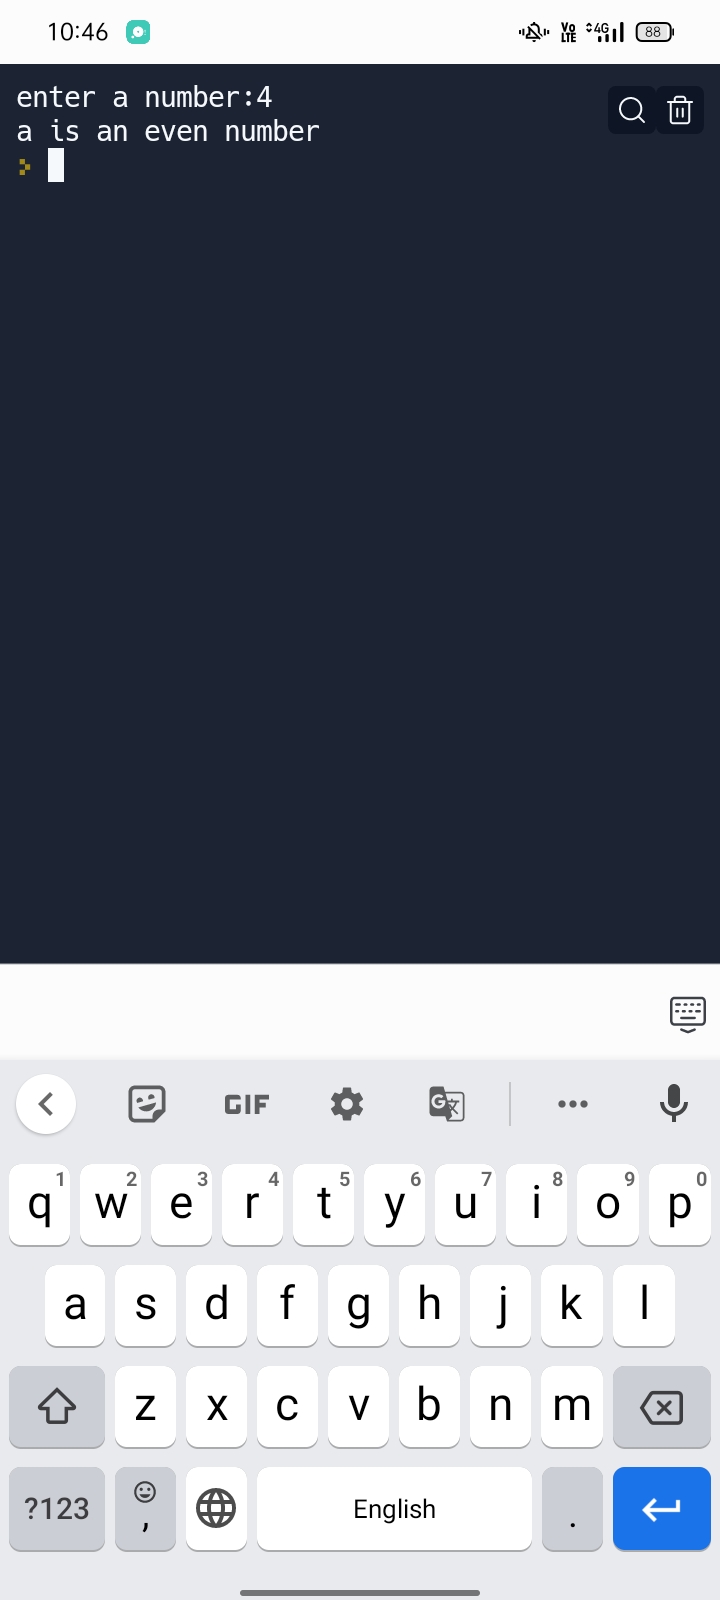 10:46
Vo LTE
4G
88
enter a number:4
a is an even number
GIF
G 文
q 1 w 2 e 3 r 4 t 5 y 6 u 7 i 8 o 9 p 0
a s d f g h j k l
z x c v b n m
?123 , English .